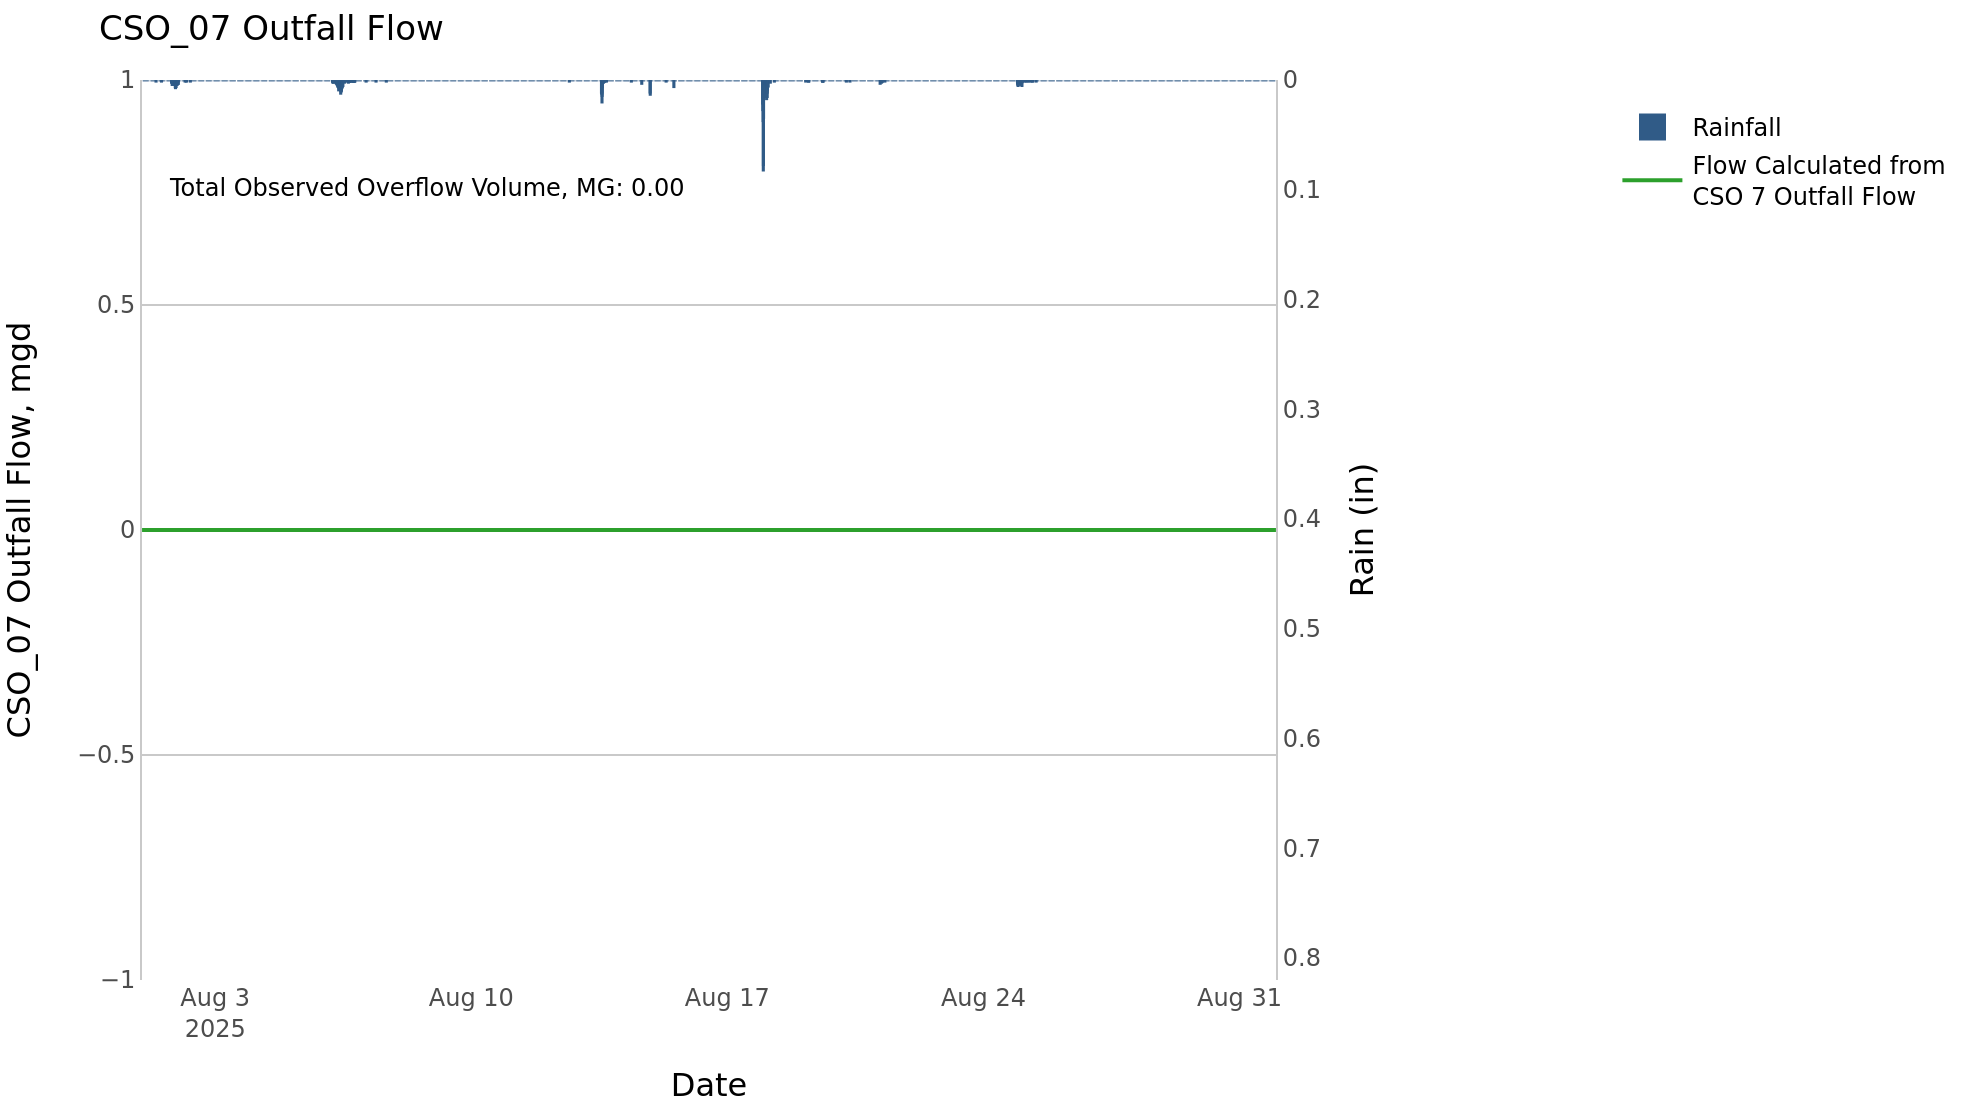 CSO_07 Outfall Flow
1
0.5
0
−0.5
−1
CSO_07 Outfall Flow, mgd
Total Observed Overflow Volume, MG: 0.00
0
0.1
0.2
0.3
0.4
0.5
0.6
0.7
0.8
Rain (in)
Aug 3
2025
Aug 10
Aug 17
Aug 24
Aug 31
Date
Rainfall
Flow Calculated from
CSO 7 Outfall Flow